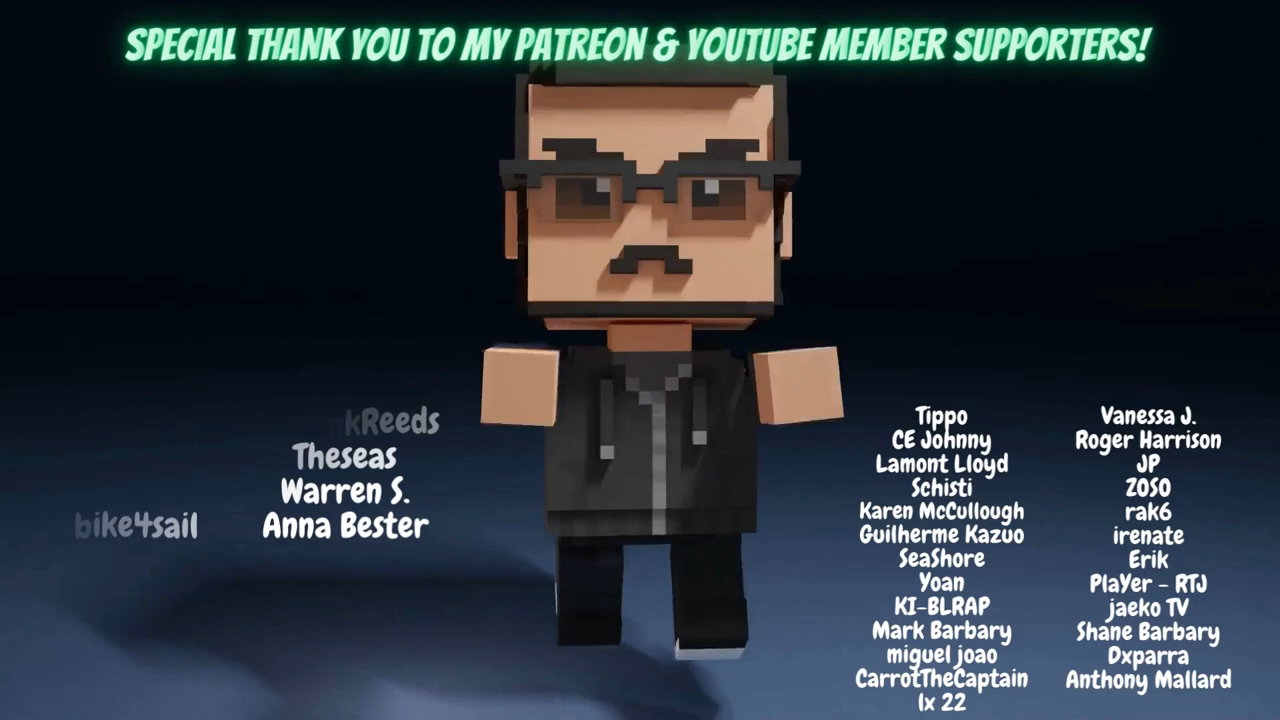 SPECIAL THANK YOU TO MY PATREON & YOUTUBE MEMBER SUPPORTERS!
bike4sail
Theseas
Warren S.
Anna Bester
Tippo
CE Johnny
Lamont Lloyd
Schisti
Karen McCullough
Guilherme Kazuo
SeaShore
Yoan
KI-BLRAP
Mark Barbary
miguel joao
CarrotTheCaptain
lx 22
Vanessa J.
Roger Harrison
JP
ZOSO
rak6
irenate
Erik
PlaYer - RTJ
jaeko TV
Shane Barbary
Dxparra
Anthony Mallard